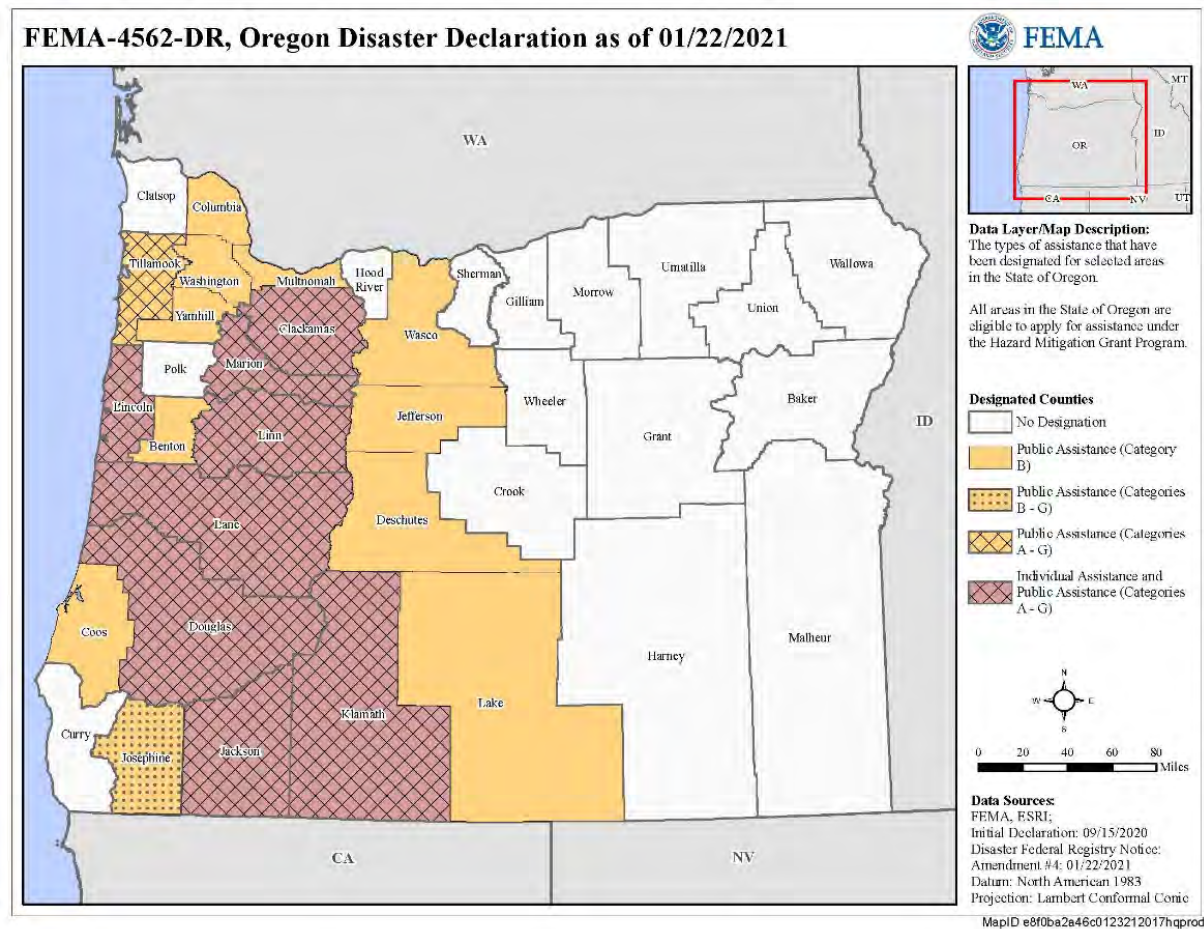 FEMA-4562-DR, Oregon Disaster Declaration as of 01/22/2021
FEMA
WA
MT
ID
OR
CA
NV
UT
WA
Clatsop
Columbia
Tillamook
Washington
Multnomah
Hood
River
Sherman
Gilliam
Morrow
Umatilla
Wallowa
Union
Yamhill
Clackamas
Wasco
Polk
Marion
Lincoln
Benton
Linn
Jefferson
Wheeler
Grant
Baker
ID
Crook
Lane
Deschutes
Coos
Douglas
Harney
Malheur
Curry
Josephine
Jackson
Klamath
Lake
CA
NV
Data Layer/Map Description:
The types of assistance that have
been designated for selected areas
in the State of Oregon.
All areas in the State of Oregon are
eligible to apply for assistance under
the Hazard Mitigation Grant Program.
Designated Counties
No Designation
Public Assistance (Category
B)
Public Assistance (Categories
B - G)
Public Assistance (Categories
A - G)
Individual Assistance and
Public Assistance (Categories
A - G)
N
W
E
S
0 20 40 60 80
Miles
Data Sources:
FEMA, ESRI;
Initial Declaration: 09/15/2020
Disaster Federal Registry Notice:
Amendment #4: 01/22/2021
Datum: North American 1983
Projection: Lambert Conformal Conic
MapID e8f0ba2a46c0123212017hqprod